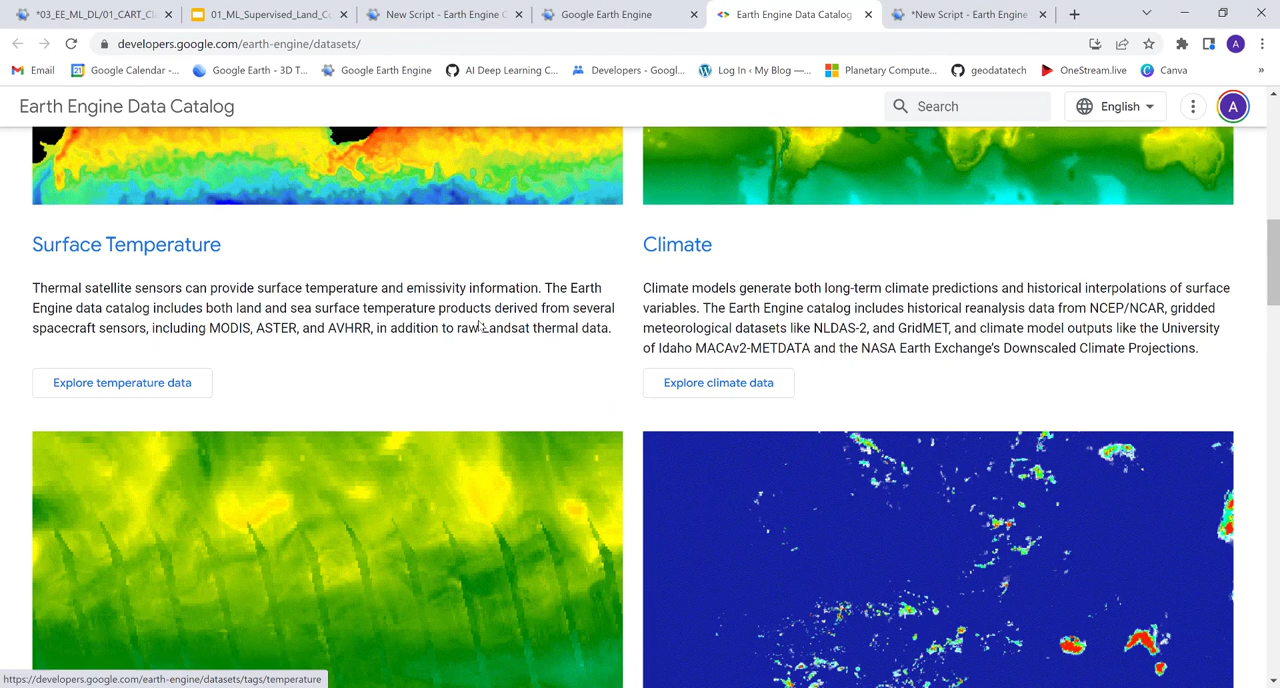 *03_EE_ML_DL/01_CART_Cl
01_ML_Supervised_Land_C
New Script - Earth Engine C
Google Earth Engine
Earth Engine Data Catalog
*New Script - Earth Engine
developers.google.com/earth-engine/datasets/
A
Email
Google Calendar -...
Google Earth - 3D T...
Google Earth Engine
AI Deep Learning C...
Developers - Googl...
Log In ‹ My Blog —...
Planetary Compute...
geodatatech
OneStream.live
Canva
»
Earth Engine Data Catalog
Search
English
A
Surface Temperature
Thermal satellite sensors can provide surface temperature and emissivity information. The Earth
Engine data catalog includes both land and sea surface temperature products derived from several
spacecraft sensors, including MODIS, ASTER, and AVHRR, in addition to raw Landsat thermal data.
Explore temperature data
Climate
Climate models generate both long-term climate predictions and historical interpolations of surface
variables. The Earth Engine catalog includes historical reanalysis data from NCEP/NCAR, gridded
meteorological datasets like NLDAS-2, and GridMET, and climate model outputs like the University
of Idaho MACAv2-METDATA and the NASA Earth Exchange's Downscaled Climate Projections.
Explore climate data
https://developers.google.com/earth-engine/datasets/tags/temperature